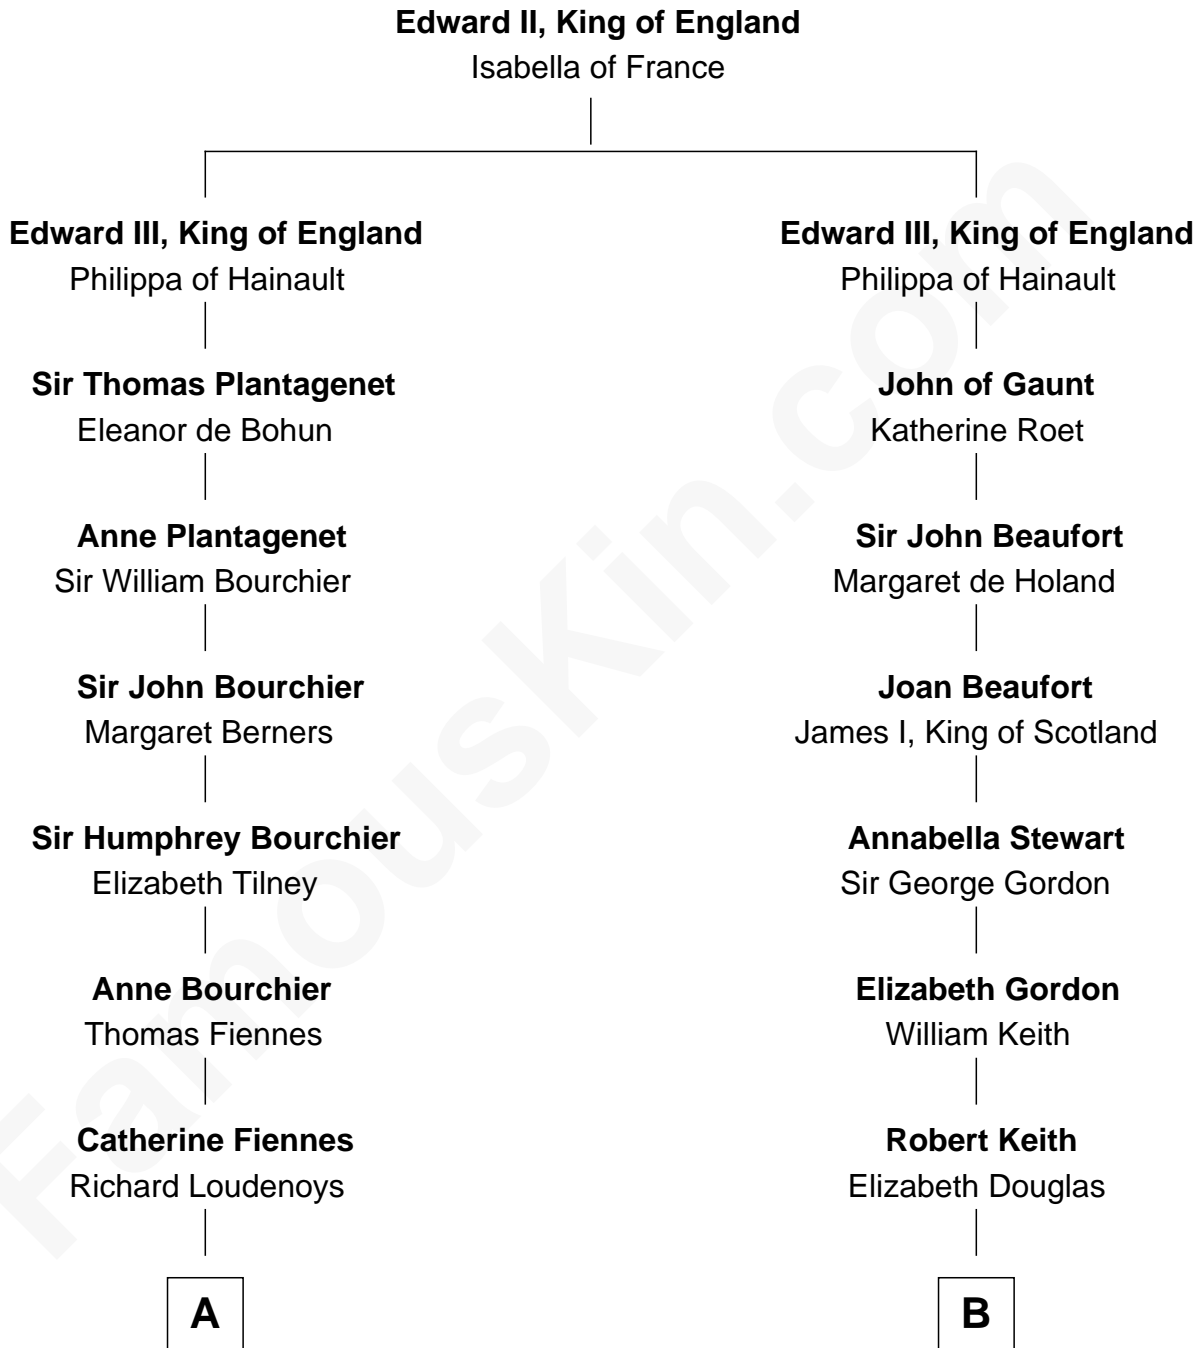 Edward II, King of England
Isabella of France
Edward III, King of England
Philippa of Hainault
Sir Thomas Plantagenet
Eleanor de Bohun
Anne Plantagenet
Sir William Bourchier
Sir John Bourchier
Margaret Berners
Sir Humphrey Bourchier
Elizabeth Tilney
Anne Bourchier
Thomas Fiennes
Catherine Fiennes
Richard Loudenoys
A
Edward III, King of England
Philippa of Hainault
John of Gaunt
Katherine Roet
Sir John Beaufort
Margaret de Holand
Joan Beaufort
James I, King of Scotland
Annabella Stewart
Sir George Gordon
Elizabeth Gordon
William Keith
Robert Keith
Elizabeth Douglas
B
FamousKin.com